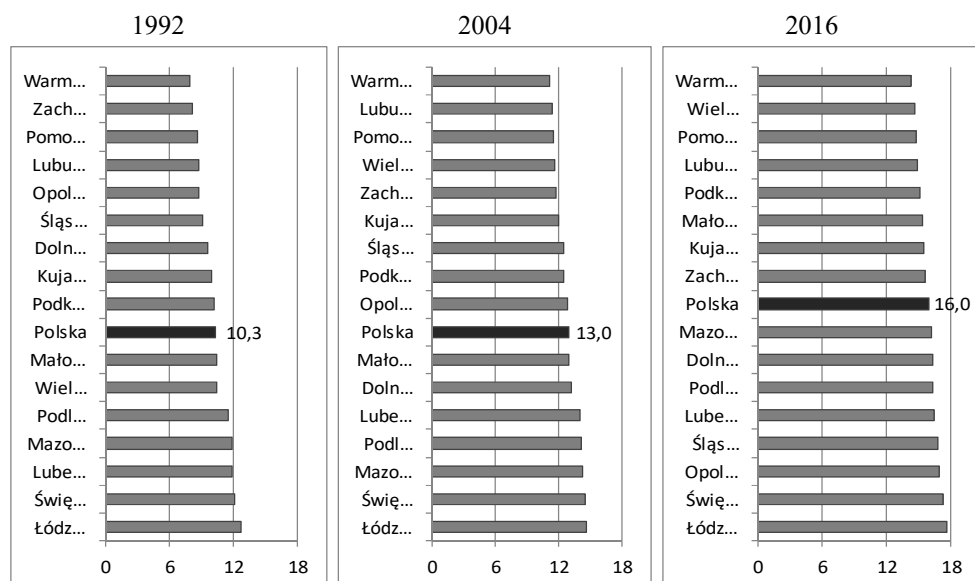 1992
Warm...
Zach...
Pomo...
Lubu...
Opol...
Śląs...
Doln...
Kuja...
Podk...
Polska 10,3
Mało...
Wiel...
Podl...
Mazo...
Lube...
Świę...
Łódz...
0 6 12 18
2004
Warm...
Lubu...
Pomo...
Wiel...
Zach...
Kuja...
Śląs...
Podk...
Opol...
Polska 13,0
Mało...
Doln...
Lube...
Podl...
Mazo...
Świę...
Łódz...
0 6 12 18
2016
Warm...
Wiel...
Pomo...
Lubu...
Podk...
Mało...
Kuja...
Zach...
Polska 16,0
Mazo...
Doln...
Podl...
Lube...
Śląs...
Opol...
Świę...
Łódz...
0 6 12 18